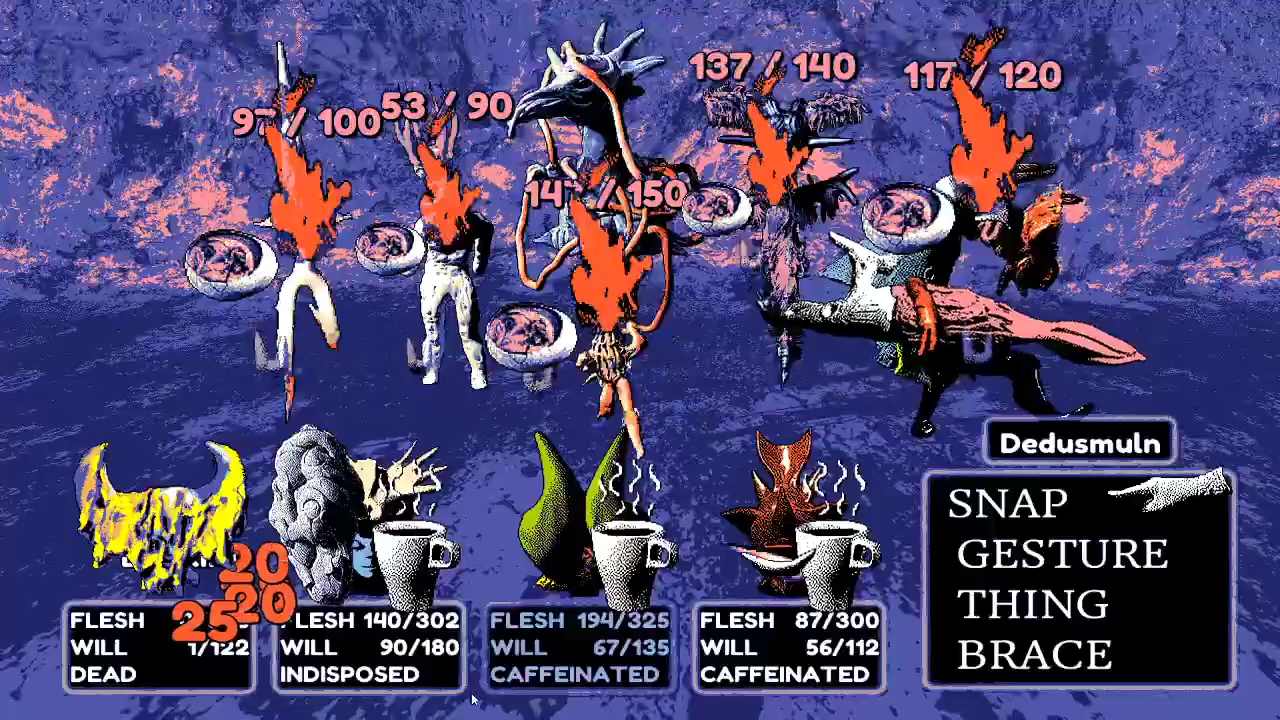 137 / 140
117 / 120
53 / 90
/ 100
/ 150
Dedusmuln
SNAP
GESTURE
THING
BRACE
20
20
25
FLESH
WILL 1/122
DEAD
FLESH 140/302
WILL 90/180
INDISPOSED
FLESH 194/325
WILL 67/135
CAFFEINATED
FLESH 87/300
WILL 56/112
CAFFEINATED